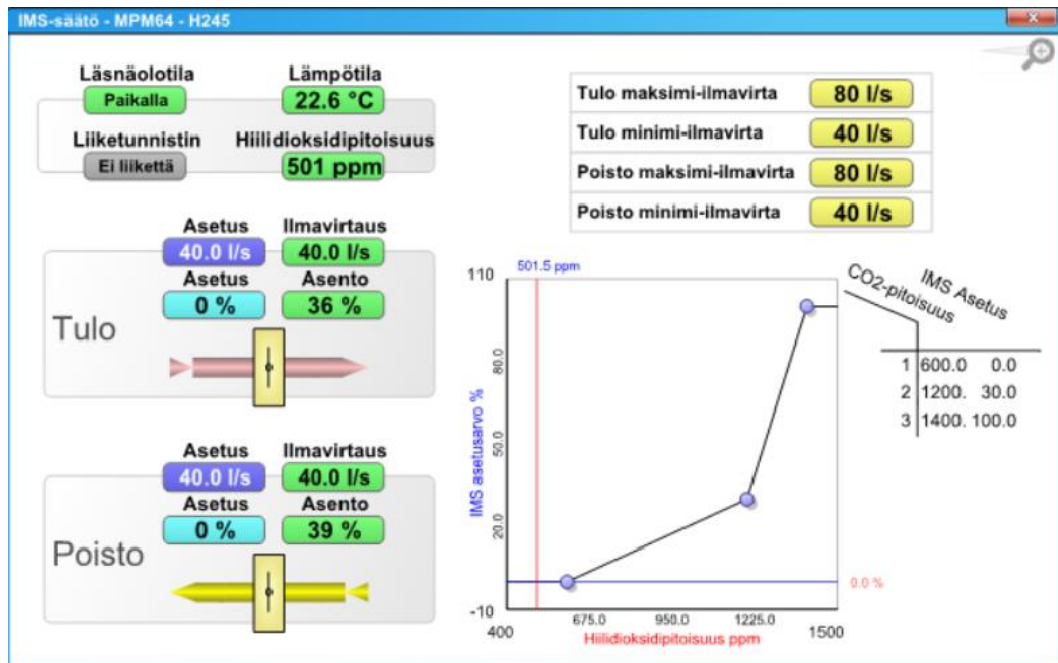 IMS-säätö - MPM64 - H245
Läsnäolotila
Lämpötila
Paikalla
22.6 °C
Liiketunnistin
Hiilidioksidipitoisuus
Ei liikettä
501 ppm
Tulo maksimi-ilmavirta 80 l/s
Tulo minimi-ilmavirta 40 l/s
Poisto maksimi-ilmavirta 80 l/s
Poisto minimi-ilmavirta 40 l/s
Tulo
Asetus Ilmavirtaus
40.0 l/s 40.0 l/s
Asetus Asento
0 % 36 %
Poisto
Asetus Ilmavirtaus
40.0 l/s 40.0 l/s
Asetus Asento
0 % 39 %
501.5 ppm
110
80.0
50.0
20.0
-10
IMS asetusarvo %
0.0 %
400 675.0 950.0 1225.0 1500
Hiilidioksidipitoisuus ppm
CO2-pitoisuus IMS Asetus
1 600.0 0.0
2 1200. 30.0
3 1400. 100.0